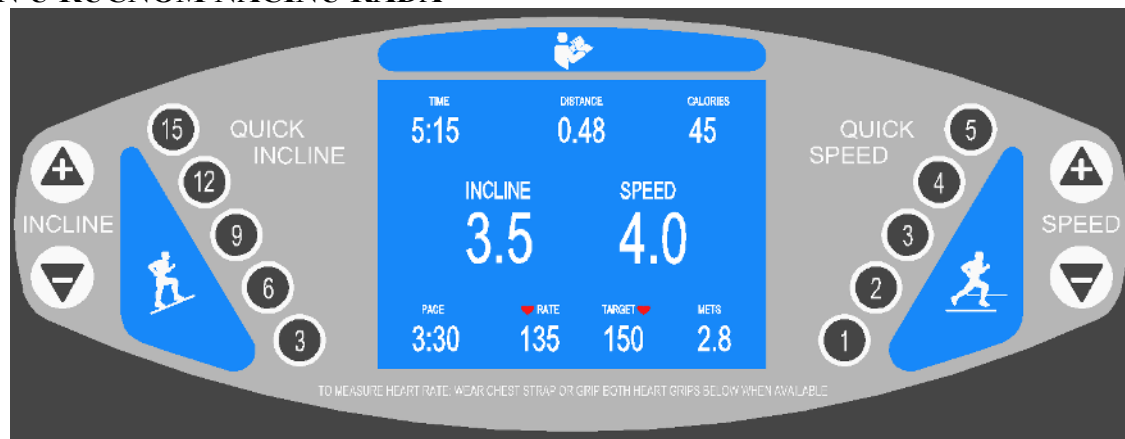 TIME DISTANCE CALORIES
5:15 0.48 45
15 QUICK INCLINE
12
9
6
3
INCLINE
INCLINE SPEED
3.5 4.0
PACE RATE TARGET METS
3:30 135 150 2.8
QUICK SPEED 5
4
3
2
1
SPEED
TO MEASURE HEART RATE: WEAR CHEST STRAP OR GRIP BOTH HEART GRIPS BELOW WHEN AVAILABLE